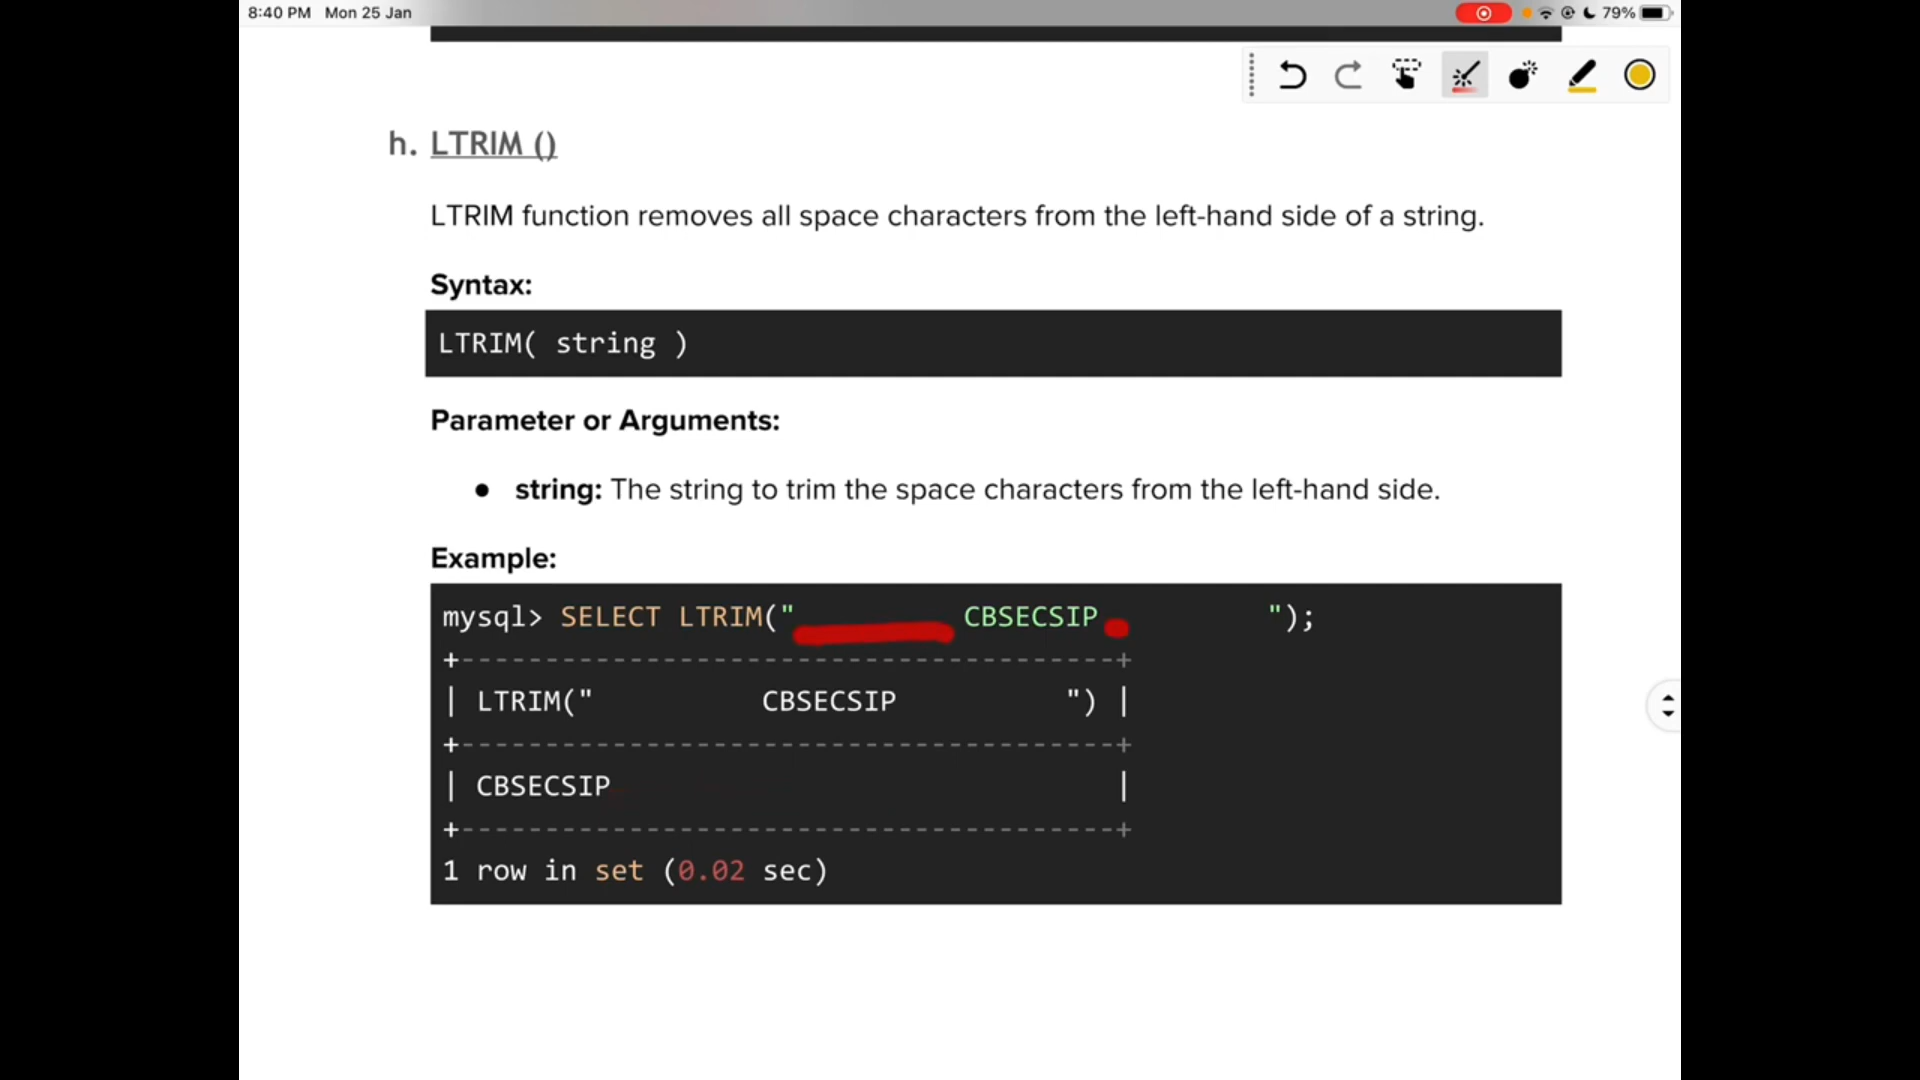 8:40 PM Mon 25 Jan 79%
h. LTRIM ()
LTRIM function removes all space characters from the left-hand side of a string.
Syntax:
LTRIM( string )
Parameter or Arguments:
● string: The string to trim the space characters from the left-hand side.
Example:
mysql> SELECT LTRIM("          CBSECSIP          ");
+---------------------------------------+
| LTRIM("          CBSECSIP          ") |
+---------------------------------------+
| CBSECSIP                              |
+---------------------------------------+
1 row in set (0.02 sec)